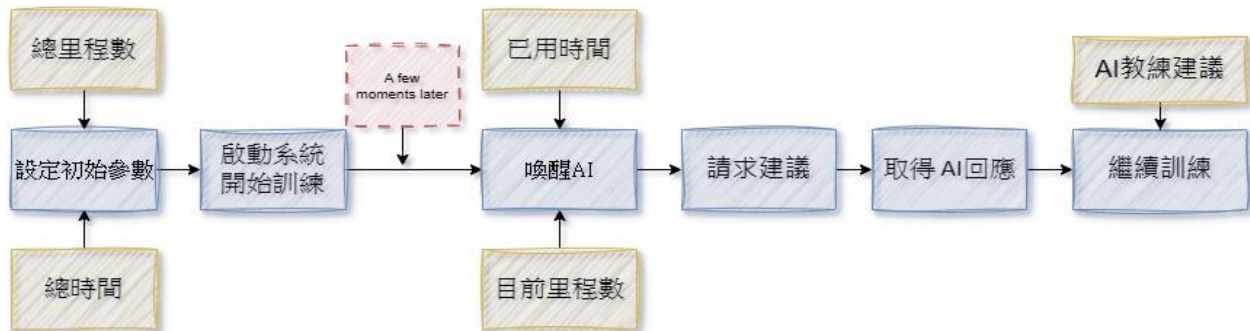 總里程數
已用時間
A few
moments later
AI教練建議
設定初始參數
啟動系統
開始訓練
喚醒AI
請求建議
取得 AI回應
繼續訓練
總時間
目前里程數